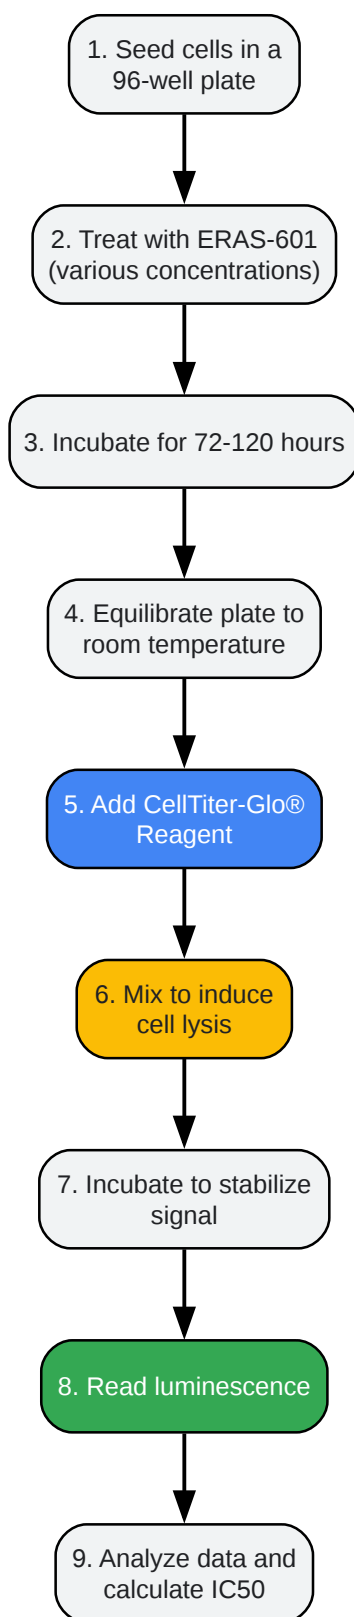 1. Seed cells in a
96-well plate
2. Treat with ERAS-601
(various concentrations)
3. Incubate for 72-120 hours
4. Equilibrate plate to
room temperature
5. Add CellTiter-Glo®
Reagent
6. Mix to induce
cell lysis
7. Incubate to stabilize
signal
8. Read luminescence
9. Analyze data and
calculate IC50